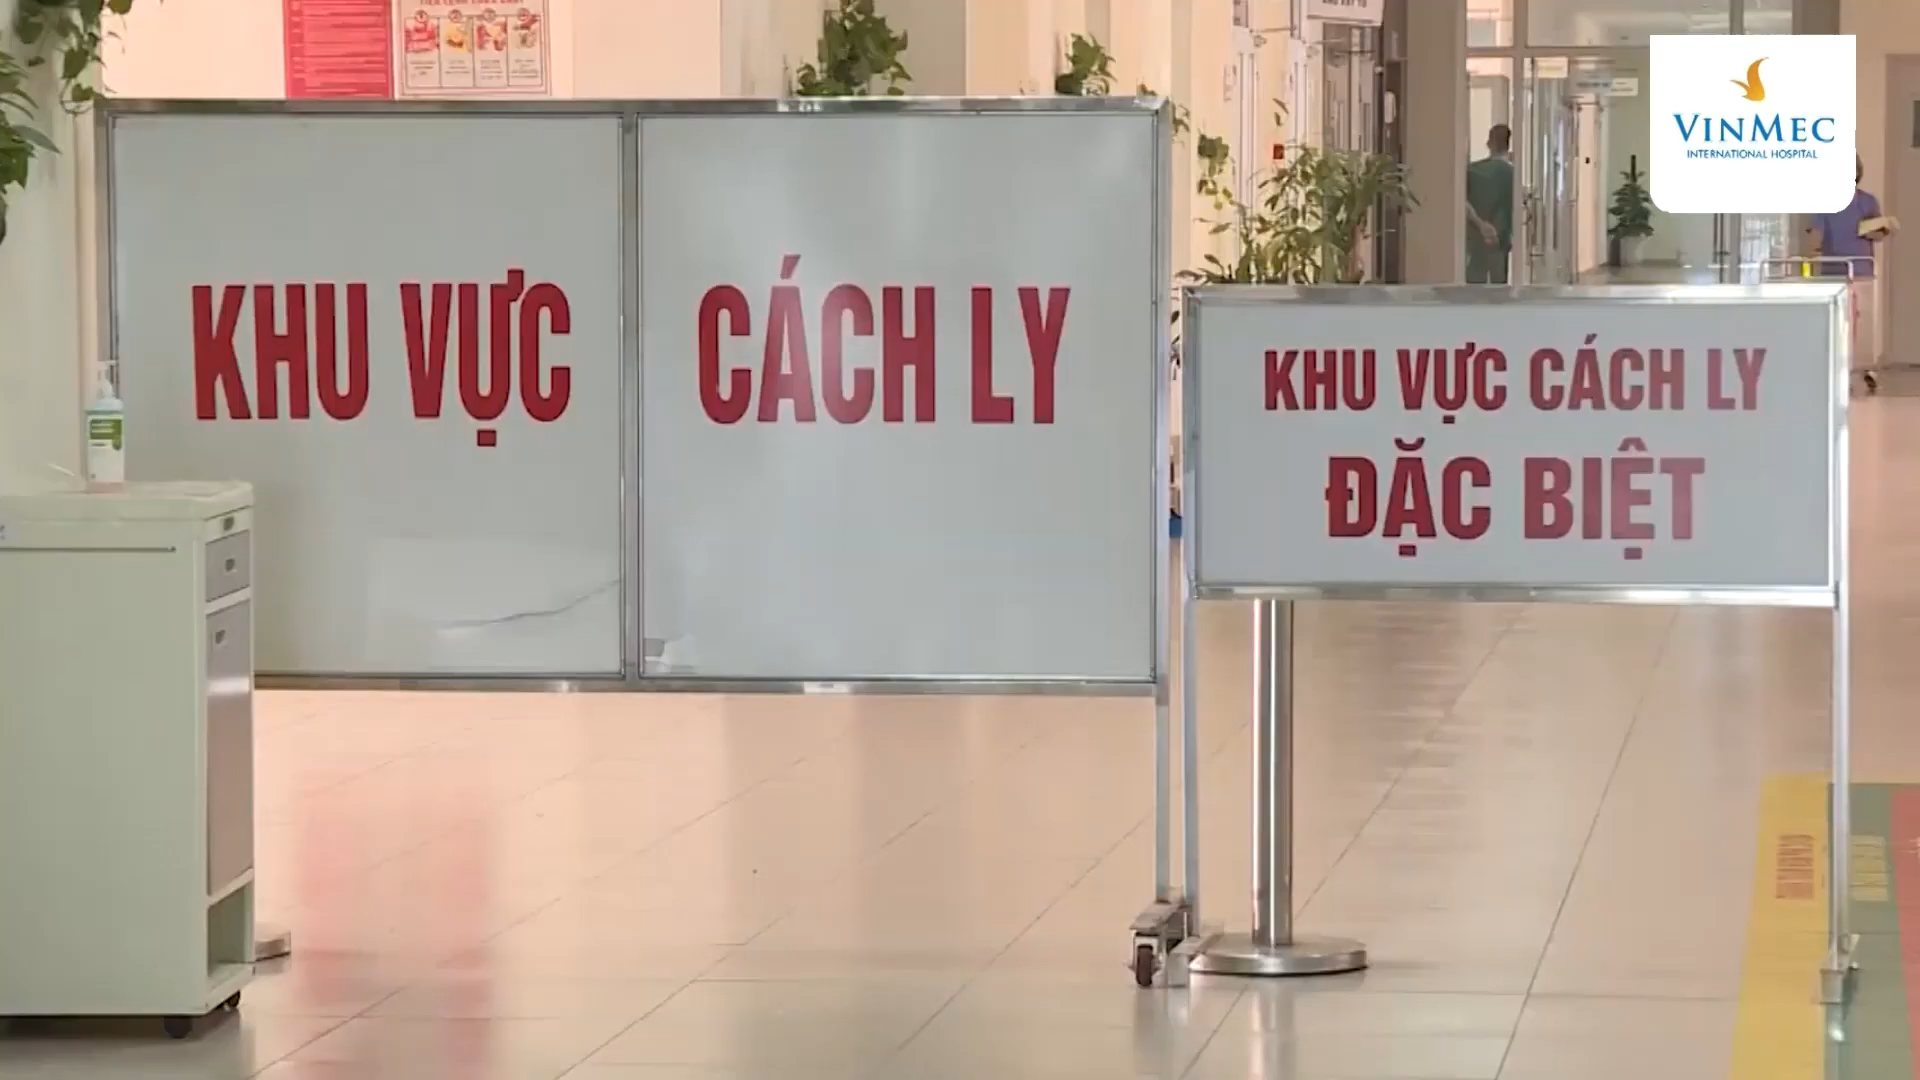 KHU VỰC CÁCH LY
KHU VỰC CÁCH LY
ĐẶC BIỆT
VINMEC
INTERNATIONAL HOSPITAL